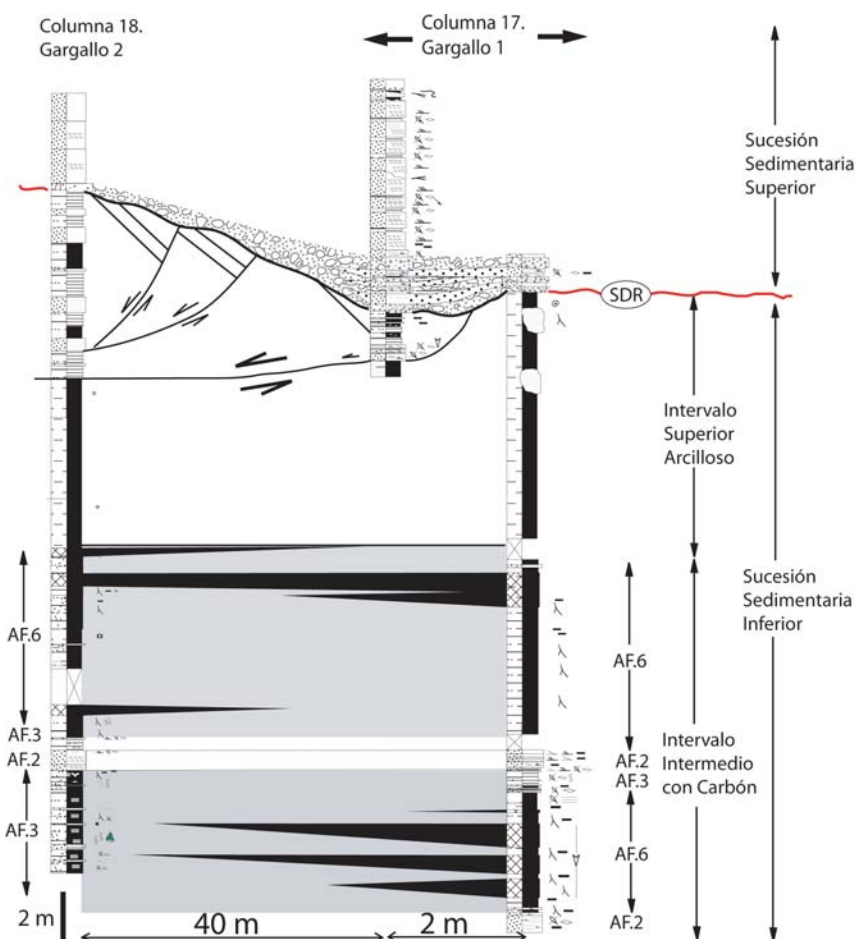 Columna 18.
Gargallo 2
Columna 17.
Gargallo 1
Sucesión
Sedimentaria
Superior
SDR
Intervalo
Superior
Arcilloso
Sucesión
Sedimentaria
Inferior
AF.6
AF.3
AF.2
AF.3
AF.6
AF.2
AF.3
AF.6
AF.2
Intervalo
Intermedio
con Carbón
2 m
40 m
2 m